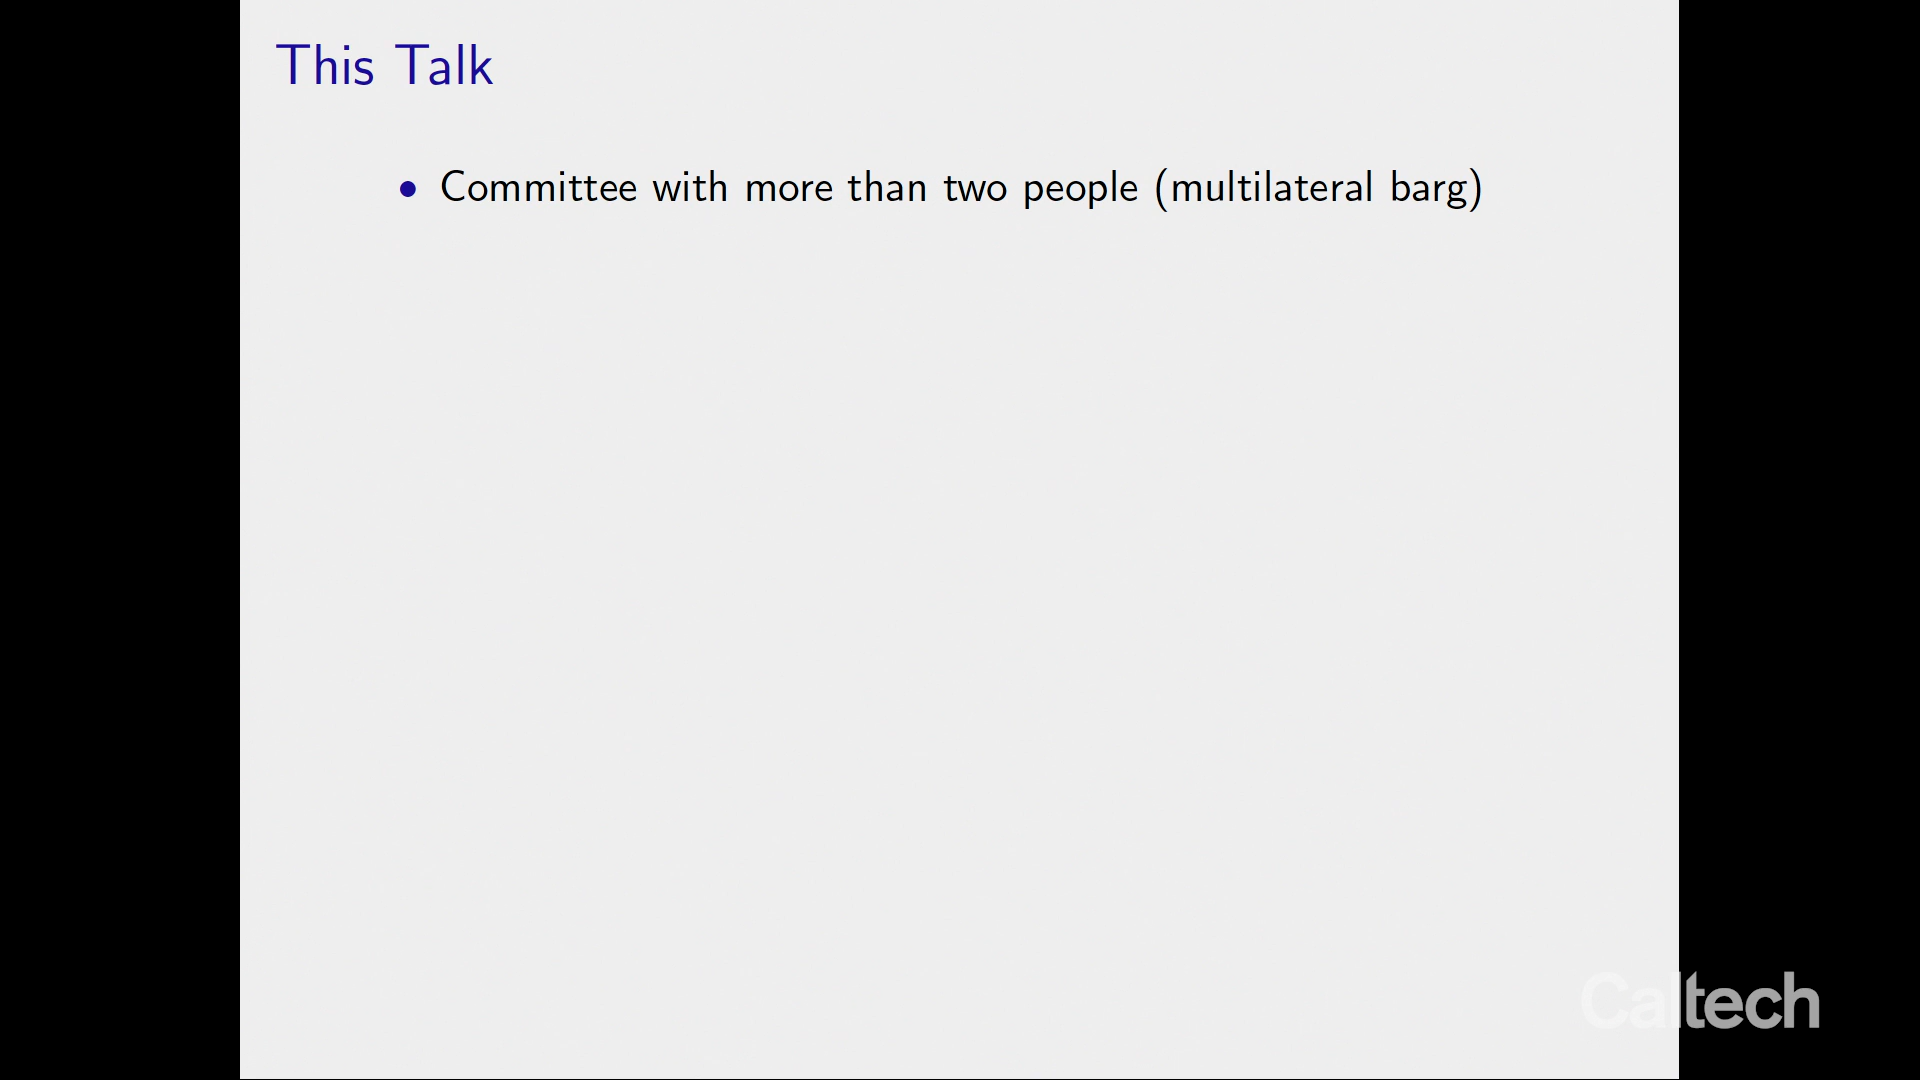 This Talk
• Committee with more than two people (multilateral barg)
Caltech